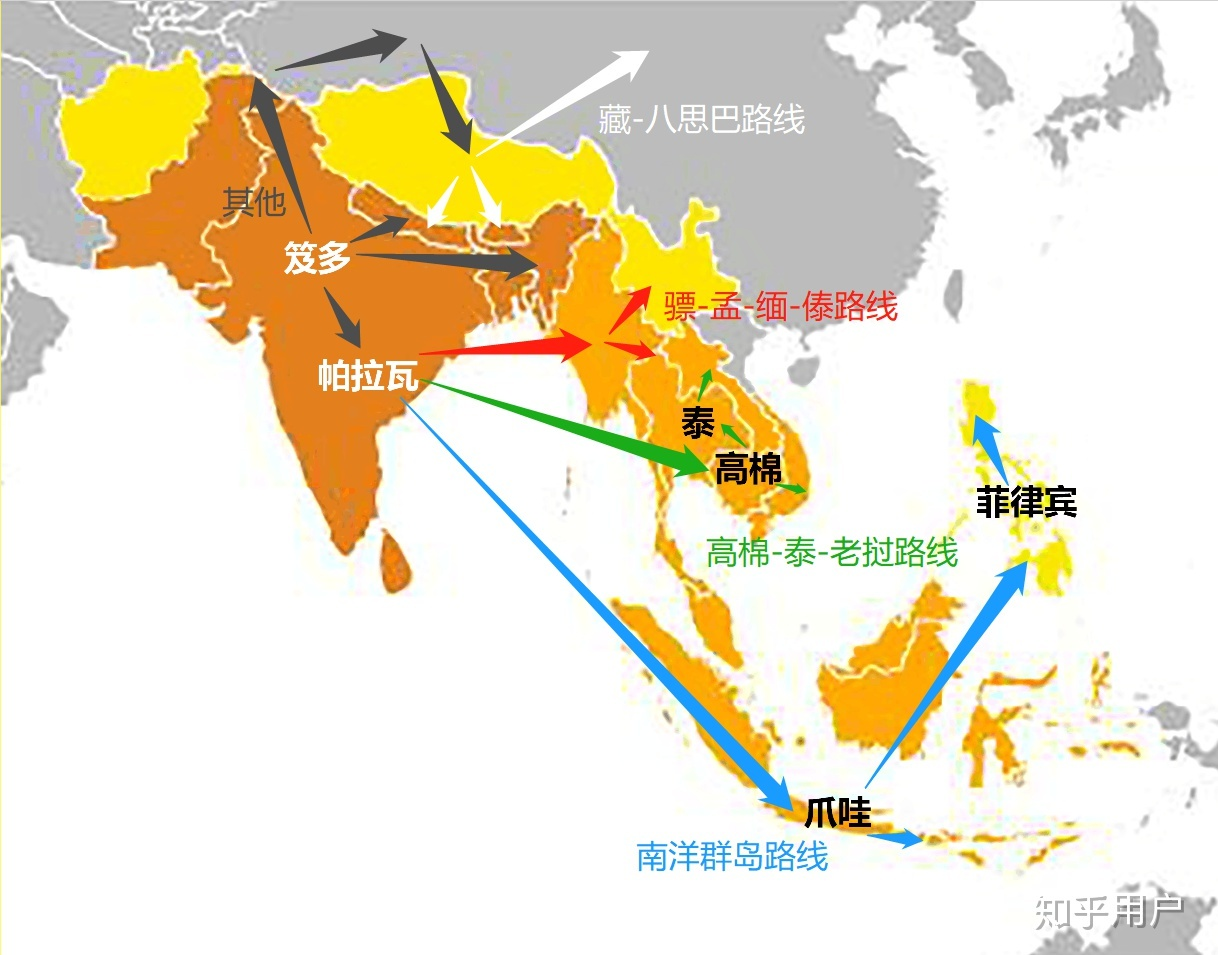 藏-八思巴路线
其他
笈多
骠-孟-缅-傣路线
帕拉瓦
泰
高棉
菲律宾
高棉-泰-老挝路线
爪哇
南洋群岛路线
知乎用户